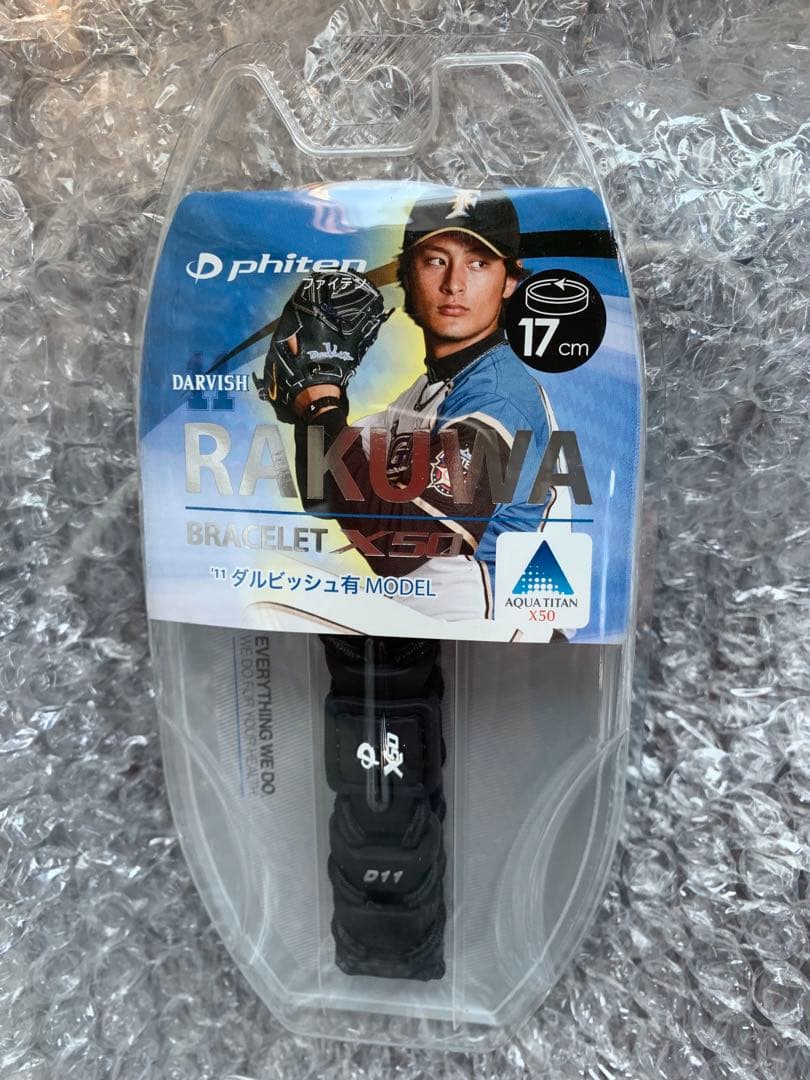 F
phiten
ファイテン
17cm
DARVISH
11
RAKUWA
BRACELET X50
'11 ダルビッシュ有 MODEL
AQUA TITAN
X50
EVERYTHING WE DO
WE DO FOR YOUR HEALTH
X50
D11